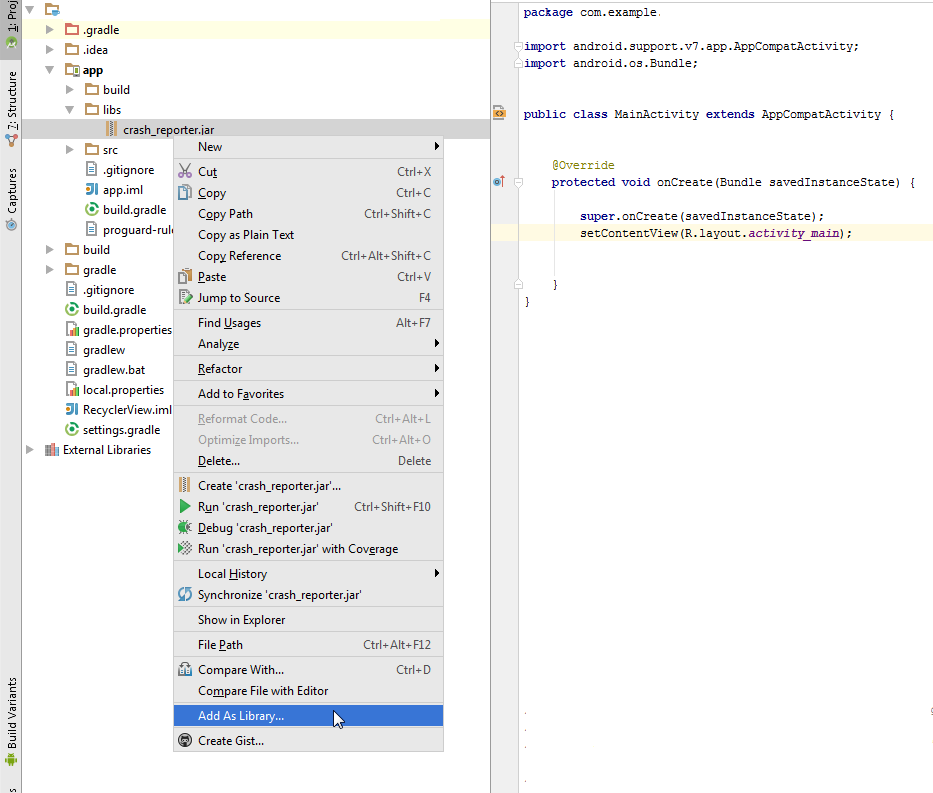 1: Proj
7: Structure
Captures
Build Variants
.gradle
.idea
app
build
libs
crash_reporter.jar
src
.gitignore
app.iml
build.gradle
proguard-rul
build
gradle
.gitignore
build.gradle
gradle.properties
gradlew
gradlew.bat
local.properties
RecyclerView.iml
settings.gradle
External Libraries
New
Cut Ctrl+X
Copy Ctrl+C
Copy Path Ctrl+Shift+C
Copy as Plain Text
Copy Reference Ctrl+Alt+Shift+C
Paste Ctrl+V
Jump to Source F4
Find Usages Alt+F7
Analyze
Refactor
Add to Favorites
Reformat Code... Ctrl+Alt+L
Optimize Imports... Ctrl+Alt+O
Delete... Delete
Create 'crash_reporter.jar'...
Run 'crash_reporter.jar' Ctrl+Shift+F10
Debug 'crash_reporter.jar'
Run 'crash_reporter.jar' with Coverage
Local History
Synchronize 'crash_reporter.jar'
Show in Explorer
File Path Ctrl+Alt+F12
Compare With... Ctrl+D
Compare File with Editor
Add As Library...
Create Gist...
package com.example.
import android.support.v7.app.AppCompatActivity;
import android.os.Bundle;
public class MainActivity extends AppCompatActivity {
@Override
protected void onCreate(Bundle savedInstanceState) {
super.onCreate(savedInstanceState);
setContentView(R.layout.activity_main);
}
}